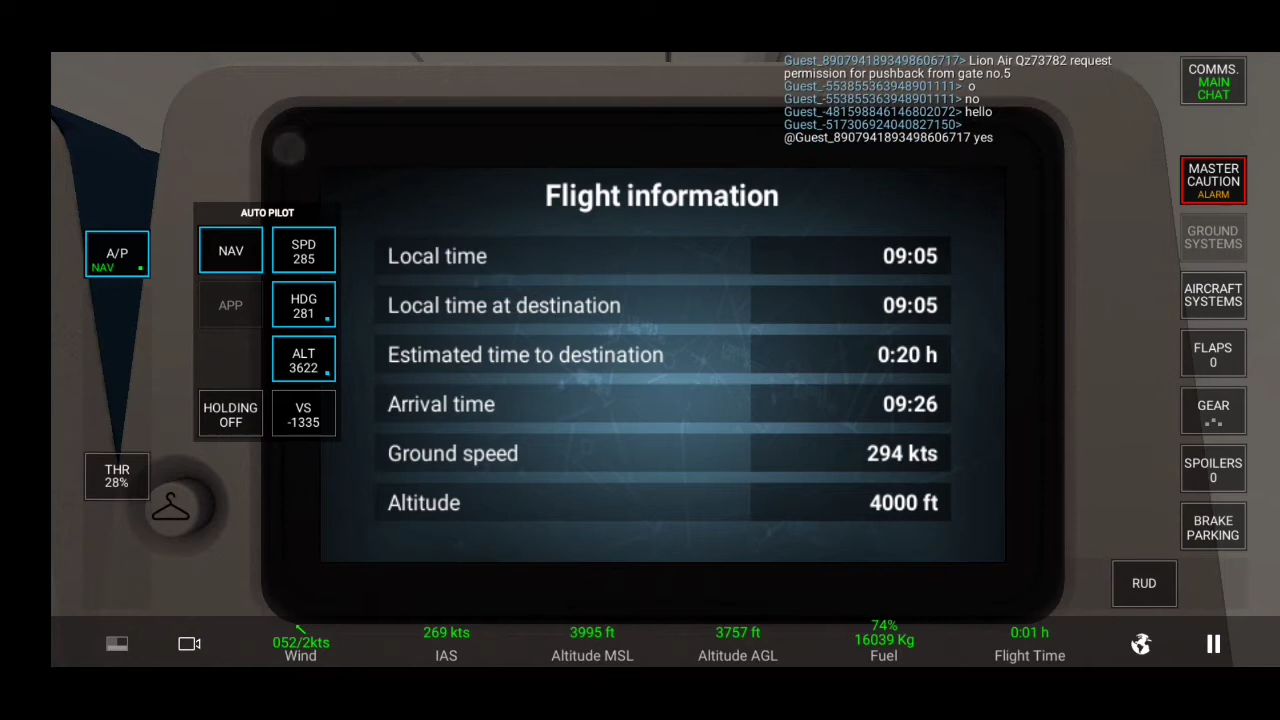 Guest_8907941893498606717> Lion Air Qz73782 request
permission for pushback from gate no.5
Guest_-553855363948901111> o
Guest_-553855363948901111> no
Guest_-481598846146802072> hello
Guest_-517306924040827150>
@Guest_8907941893498606717 yes
COMMS.
MAIN
CHAT
MASTER
CAUTION
ALARM
GROUND
SYSTEMS
AIRCRAFT
SYSTEMS
FLAPS
0
GEAR
SPOILERS
0
BRAKE
PARKING
RUD
A/P
NAV
AUTO PILOT
NAV
SPD
285
APP
HDG
281
ALT
3622
HOLDING
OFF
VS
-1335
THR
28%
Flight information
Local time 09:05
Local time at destination 09:05
Estimated time to destination 0:20 h
Arrival time 09:26
Ground speed 294 kts
Altitude 4000 ft
052/2kts
Wind
269 kts
IAS
3995 ft
Altitude MSL
3757 ft
Altitude AGL
74%
16039 Kg
Fuel
0:01 h
Flight Time